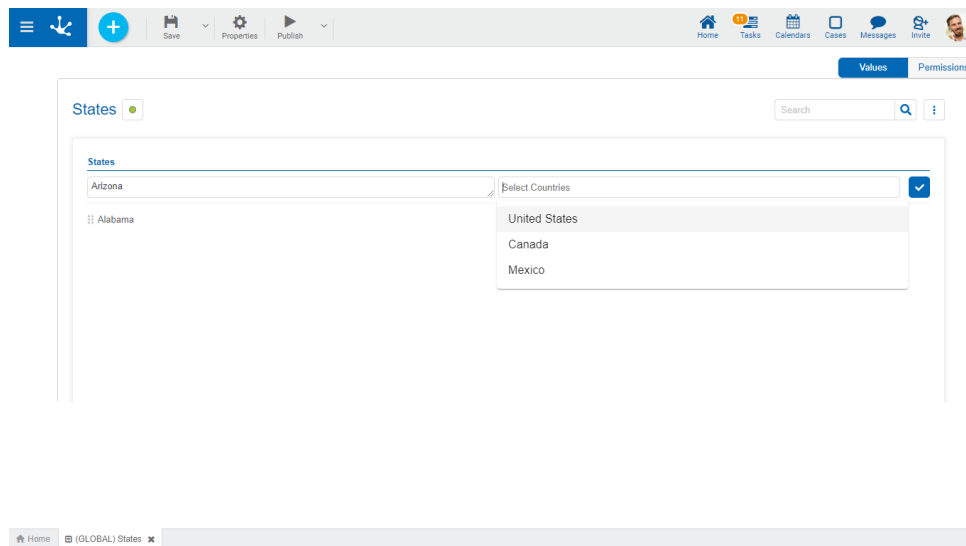 Save
Properties
Publish
Home
11
Tasks
Calendars
Cases
Messages
Invite
Values
Permissions
States
Search
States
Arizona
Select Countries
Alabama
United States
Canada
Mexico
Home
(GLOBAL) States